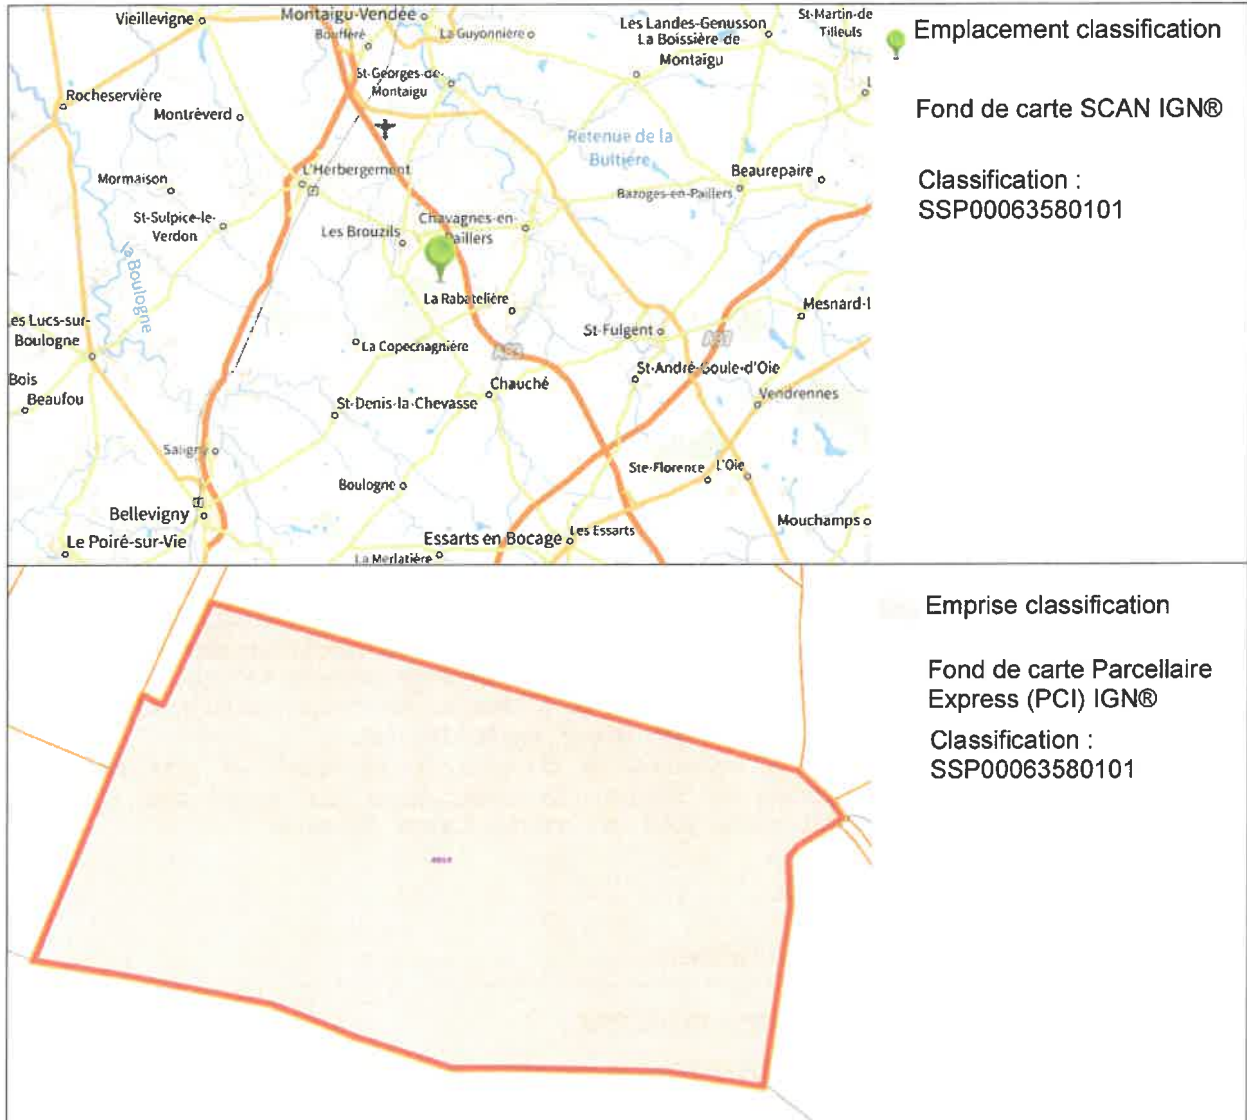 Vieillevigne
Montaigu-Vendée
Boufféré
La Guyonnière
Les Landes-Genusson
La Boissière-de
Montaigu
St-Martin-de
Tilleuls
St-Georges-de-
Montaigu
Rocheservière
Montréverd
L
Retenue de la
Bultière
L'Herbergement
Mormaison
Beaurepaire
Bazoges-en-Paillers
St-Sulpice-le-
Verdon
Les Brouzils
Chavagnes-en-
Paillers
la Boulogne
La Rabatelière
Mesnard-l
es Lucs-sur-
Boulogne
St-Fulgent
A87
La Copechagnière
A83
St-André-Goule-d'Oie
Bois
Beaufou
Chauché
Vendrennes
St-Denis-la-Chevasse
Saligny
Ste-Florence
L'Oie
Boulogne
Bellevigny
Mouchamps
Le Poiré-sur-Vie
Essarts en Bocage
Les Essarts
La Merlatière
Emplacement classification
Fond de carte SCAN IGN®
Classification :
SSP00063580101
Emprise classification
Fond de carte Parcellaire
Express (PCI) IGN®
Classification :
SSP00063580101